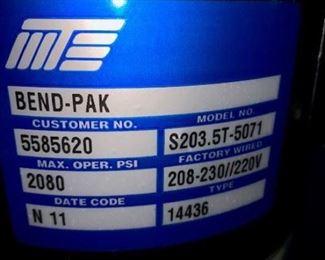 MTE
BEND-PAK
CUSTOMER NO. MODEL NO.
5585620 S203.5T-5071
MAX. OPER. PSI FACTORY WIRED
2080 208-230//220V
DATE CODE TYPE
N 11 14436